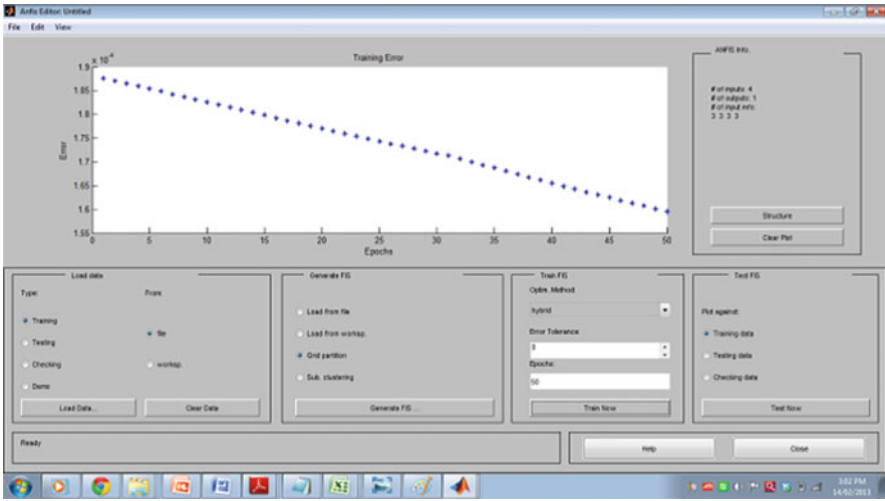 Anfis Editor: Untitled
File Edit View
Training Error
x 10^-4
1.9
1.85
1.8
1.75
1.7
1.65
1.6
1.55
Error
0 5 10 15 20 25 30 35 40 45 50
Epochs
ANFIS Info.
# of inputs: 4
# of outputs: 1
# of input mfs:
3 3 3 3
Structure
Clear Plot
Load data
Type:
From:
Training
Testing
Checking
Demo
file
worksp.
Load Data...
Clear Data
Generate FIS
Load from file
Load from worksp.
Grid partition
Sub. clustering
Generate FIS ...
Train FIS
Optim. Method:
hybrid
Error Tolerance:
0
Epochs:
50
Train Now
Test FIS
Plot against:
Training data
Testing data
Checking data
Test Now
Ready
Help
Close
3:02 PM
14/02/2013